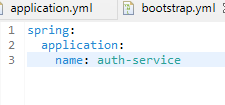 application.yml bootstrap.yml
1 spring:
2   application:
3     name: auth-service